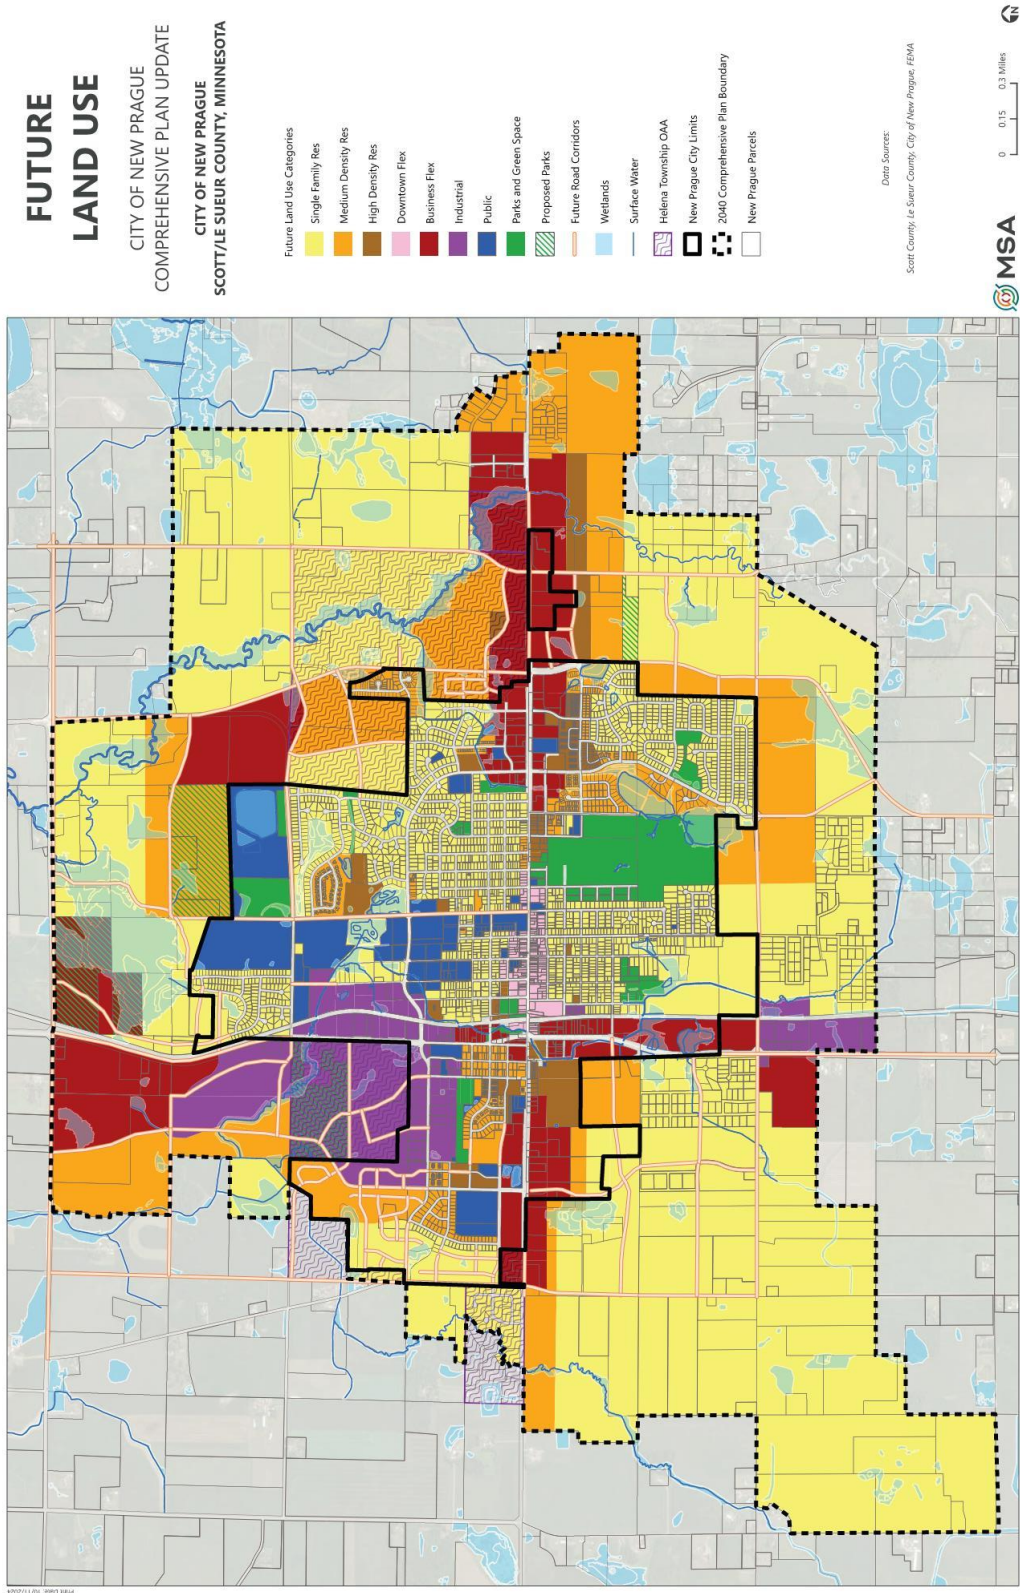 FUTURE
LAND USE
CITY OF NEW PRAGUE
COMPREHENSIVE PLAN UPDATE
CITY OF NEW PRAGUE
SCOTT/LE SUEUR COUNTY, MINNESOTA
Future Land Use Categories
Single Family Res
Medium Density Res
High Density Res
Downtown Flex
Business Flex
Industrial
Public
Parks and Green Space
Proposed Parks
Future Road Corridors
Wetlands
Surface Water
Helena Township OAA
New Prague City Limits
2040 Comprehensive Plan Boundary
New Prague Parcels
Data Sources:
Scott County, Le Sueur County, City of New Prague, FEMA
MSA
0 0.15 0.3 Miles
N